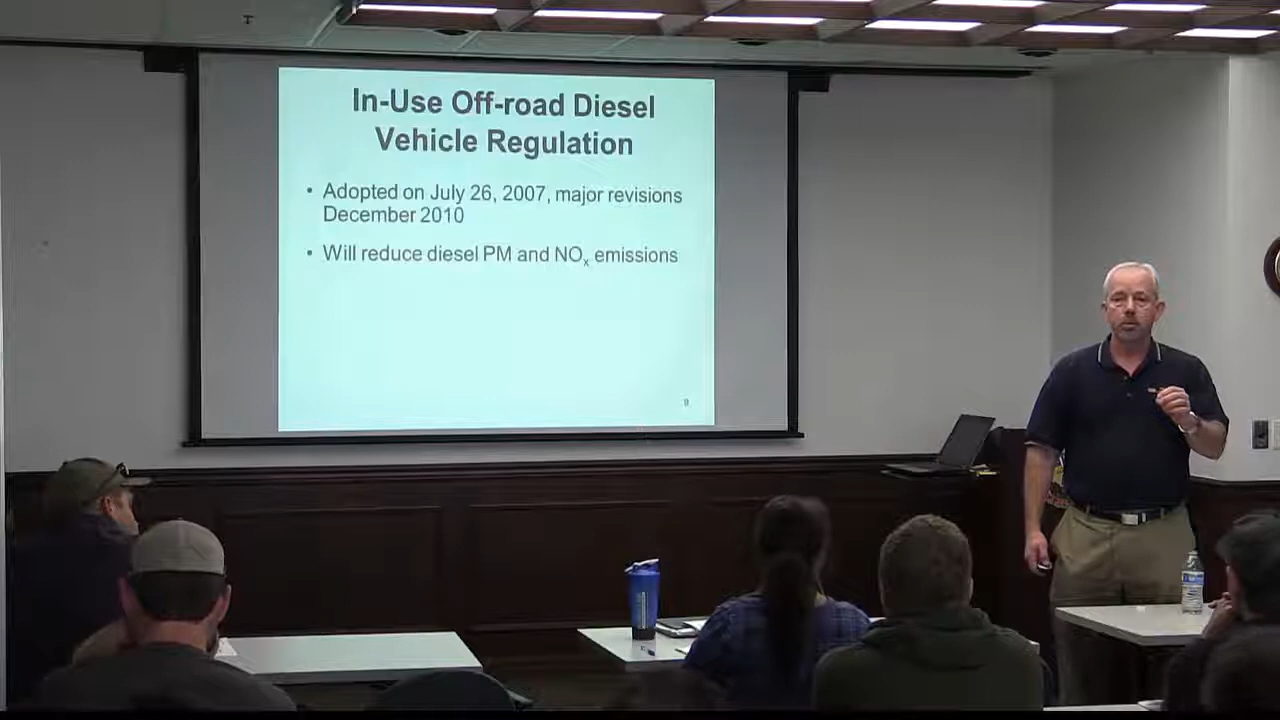 In-Use Off-road Diesel
Vehicle Regulation
• Adopted on July 26, 2007, major revisions
December 2010
• Will reduce diesel PM and NOx emissions
9